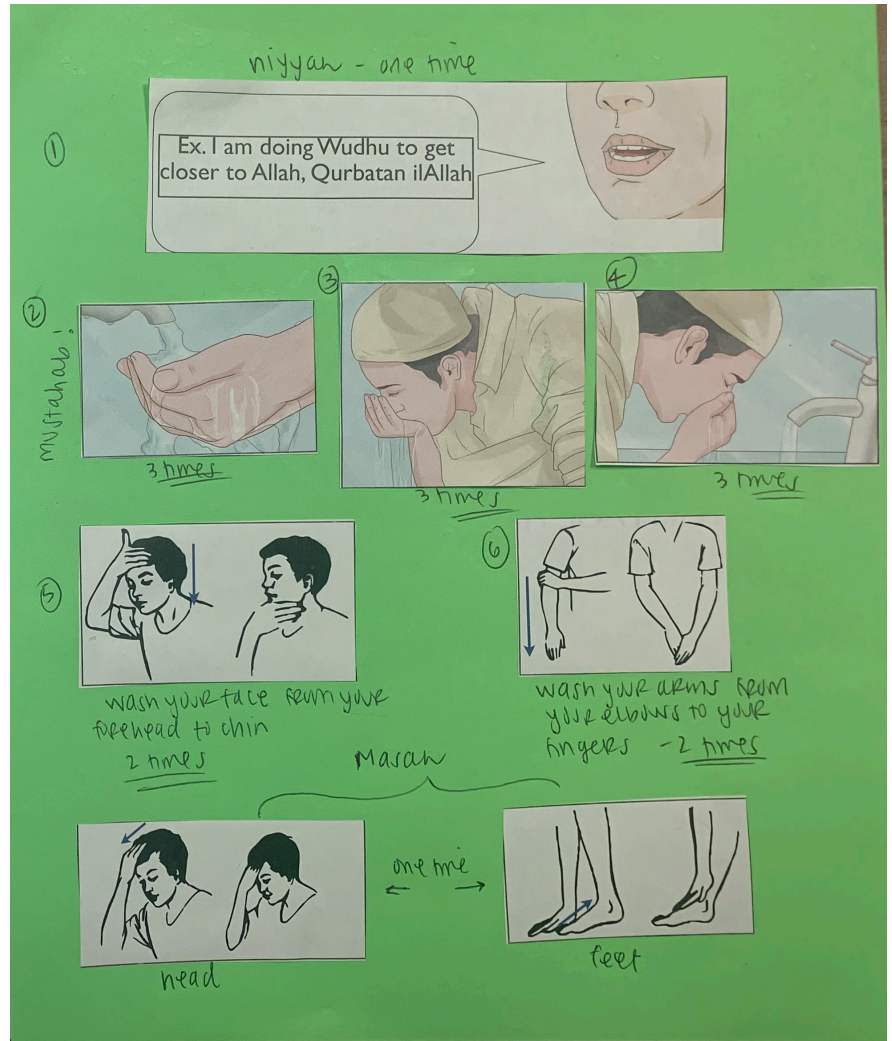 niyyah - one time
1
Ex. I am doing Wudhu to get
closer to Allah, Qurbatan ilAllah
2
mustahab!
3 times
3
3 times
4
3 times
5
wash your face from your
forehead to chin
2 times
6
wash your arms from
your elbows to your
fingers - 2 times
Masah
one time
head
feet